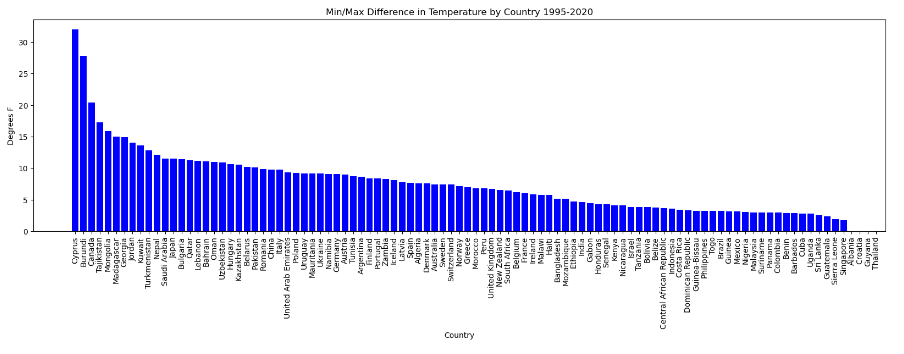 Min/Max Difference in Temperature by Country 1995-2020
Degrees F
30
25
20
15
10
5
0
Cyprus
Burundi
Canada
Tajikistan
Mongolia
Madagascar
Georgia
Jordan
Kuwait
Turkmenistan
Nepal
Saudi Arabia
Japan
Bulgaria
Qatar
Lebanon
Bahrain
Oman
Uzbekistan
Hungary
Kazakhstan
Belarus
Pakistan
Romania
China
Italy
United Arab Emirates
Poland
Uruguay
Mauritania
Ukraine
Namibia
Germany
Austria
Tunisia
Argentina
Finland
Portugal
Zambia
Iceland
Latvia
Spain
Algeria
Denmark
Australia
Sweden
Switzerland
Norway
Greece
Morocco
Peru
United Kingdom
New Zealand
South Africa
Belgium
France
Ireland
Malawi
Haiti
Bangladesh
Mozambique
Ethiopia
India
Gabon
Honduras
Senegal
Kenya
Nicaragua
Israel
Tanzania
Bolivia
Belize
Central African Republic
Indonesia
Costa Rica
Dominican Republic
Guinea-Bissau
Philippines
Togo
Brazil
Guinea
Mexico
Nigeria
Malaysia
Suriname
Panama
Colombia
Benin
Barbados
Cuba
Uganda
Sri Lanka
Guatemala
Sierra Leone
Singapore
Albania
Croatia
Guyana
Thailand
Country